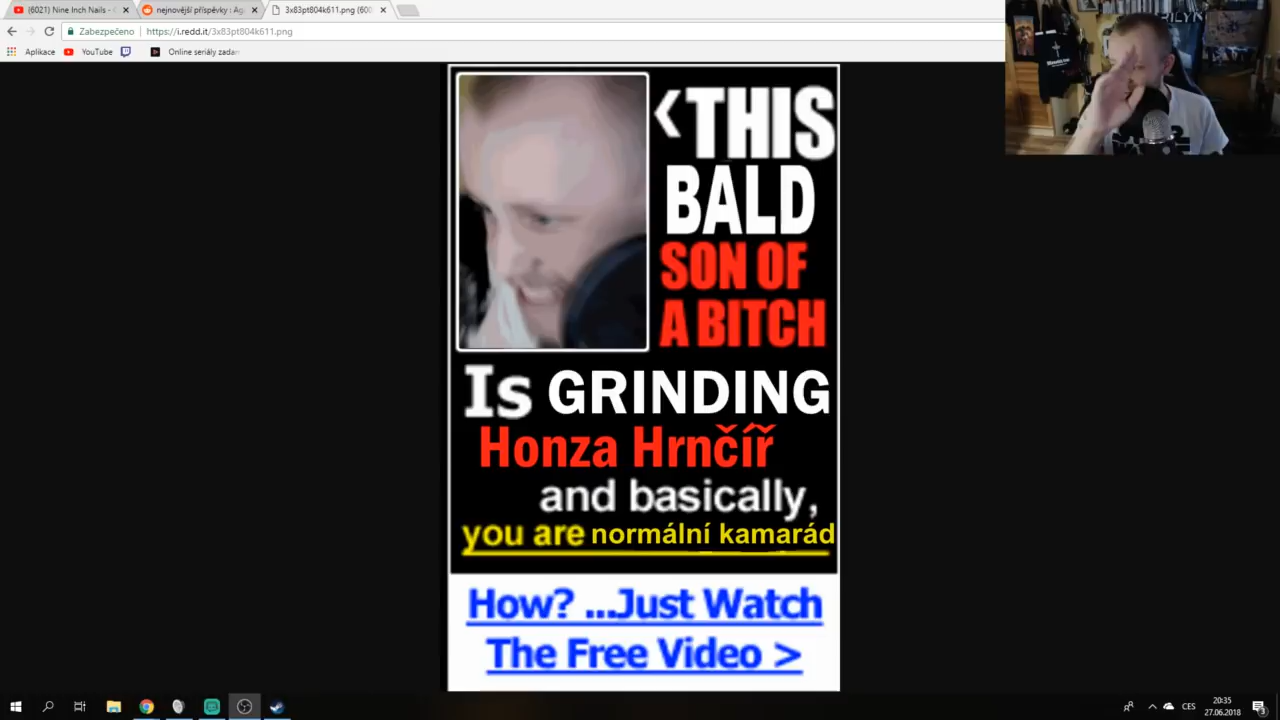 (6021) Nine Inch Nails -
nejnovější příspěvky : Ag
3x83pt804k611.png (600
Zabezpečeno
https://i.redd.it/3x83pt804k611.png
Aplikace
YouTube
Online seriály zadar
<THIS
BALD
SON OF
A BITCH
Is GRINDING
Honza Hrnčíř
and basically,
you are normální kamarád
How? ...Just Watch
The Free Video >
CES
20:35
27.06.2018